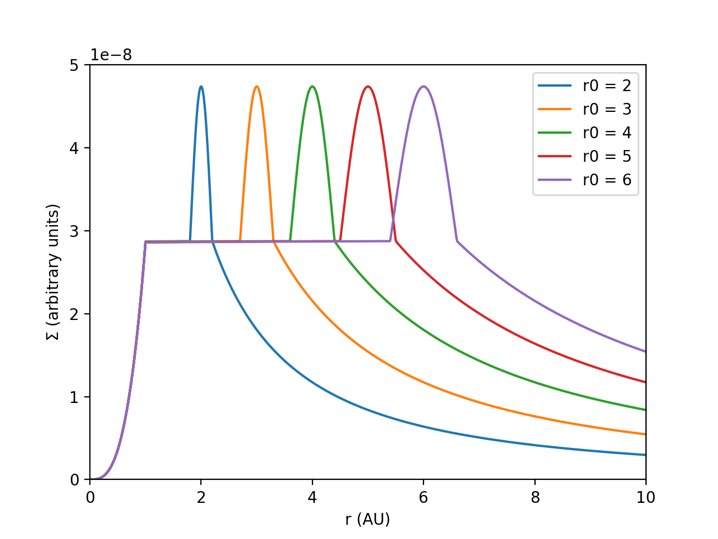 1e−8
5
4
3
2
1
0
Σ (arbitrary units)
r0 = 2
r0 = 3
r0 = 4
r0 = 5
r0 = 6
0 2 4 6 8 10
r (AU)